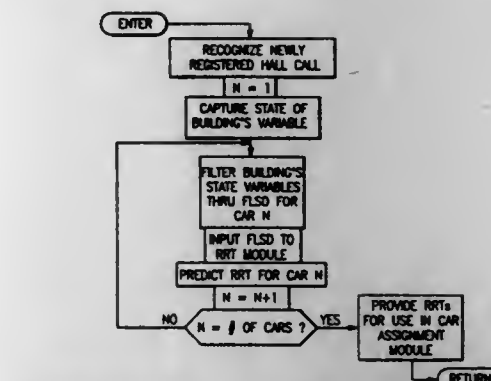 ENTER
RECOGNIZE NEWLY
REGISTERED HALL CALL
N = 1
CAPTURE STATE OF
BUILDING'S VARIABLE
FILTER BUILDING'S
STATE VARIABLES
THRU FLSD FOR
CAR N
INPUT FLSD TO
RRT MODULE
PREDICT RRT FOR CAR N
N = N+1
NO
N = # OF CARS ?
YES
PROVIDE RRTs
FOR USE IN CAR
ASSIGNMENT
MODULE
RETURN